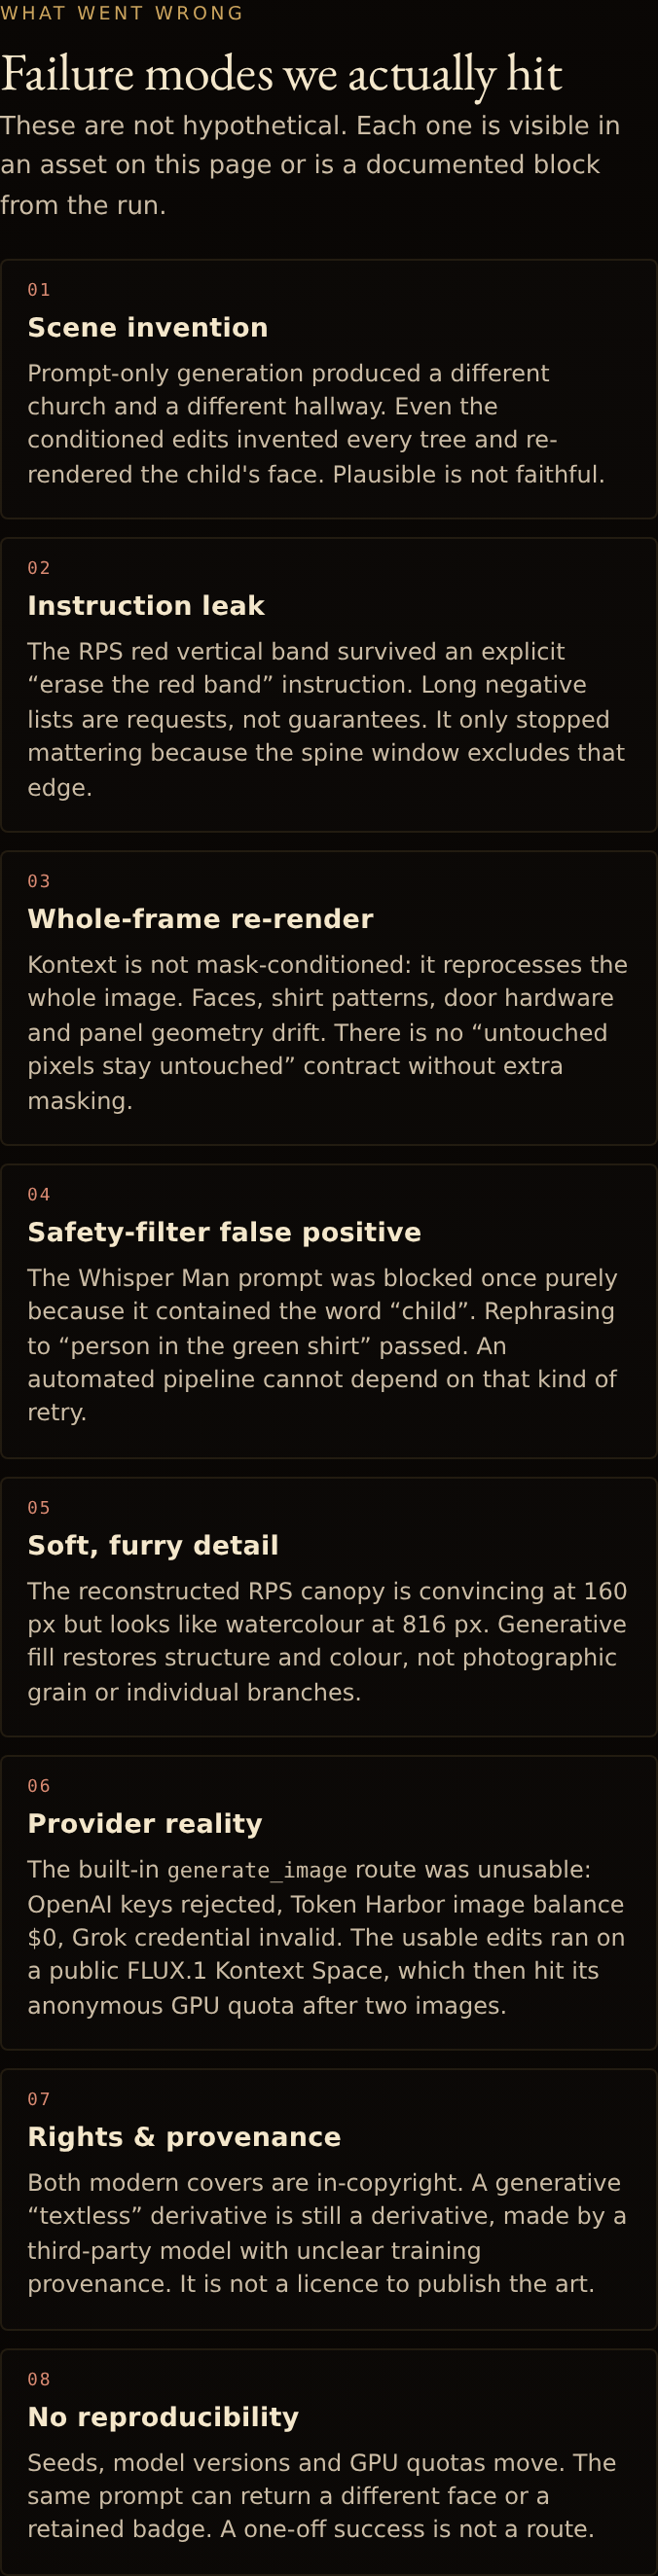 WHAT WENT WRONG
Failure modes we actually hit
These are not hypothetical. Each one is visible in
an asset on this page or is a documented block
from the run.
01
Scene invention
Prompt-only generation produced a different
church and a different hallway. Even the
conditioned edits invented every tree and re-
rendered the child's face. Plausible is not faithful.
02
Instruction leak
The RPS red vertical band survived an explicit
“erase the red band” instruction. Long negative
lists are requests, not guarantees. It only stopped
mattering because the spine window excludes that
edge.
03
Whole-frame re-render
Kontext is not mask-conditioned: it reprocesses the
whole image. Faces, shirt patterns, door hardware
and panel geometry drift. There is no “untouched
pixels stay untouched” contract without extra
masking.
04
Safety-filter false positive
The Whisper Man prompt was blocked once purely
because it contained the word “child”. Rephrasing
to “person in the green shirt” passed. An
automated pipeline cannot depend on that kind of
retry.
05
Soft, furry detail
The reconstructed RPS canopy is convincing at 160
px but looks like watercolour at 816 px. Generative
fill restores structure and colour, not photographic
grain or individual branches.
06
Provider reality
The built-in generate_image route was unusable:
OpenAI keys rejected, Token Harbor image balance
$0, Grok credential invalid. The usable edits ran on
a public FLUX.1 Kontext Space, which then hit its
anonymous GPU quota after two images.
07
Rights & provenance
Both modern covers are in-copyright. A generative
“textless” derivative is still a derivative, made by a
third-party model with unclear training
provenance. It is not a licence to publish the art.
08
No reproducibility
Seeds, model versions and GPU quotas move. The
same prompt can return a different face or a
retained badge. A one-off success is not a route.